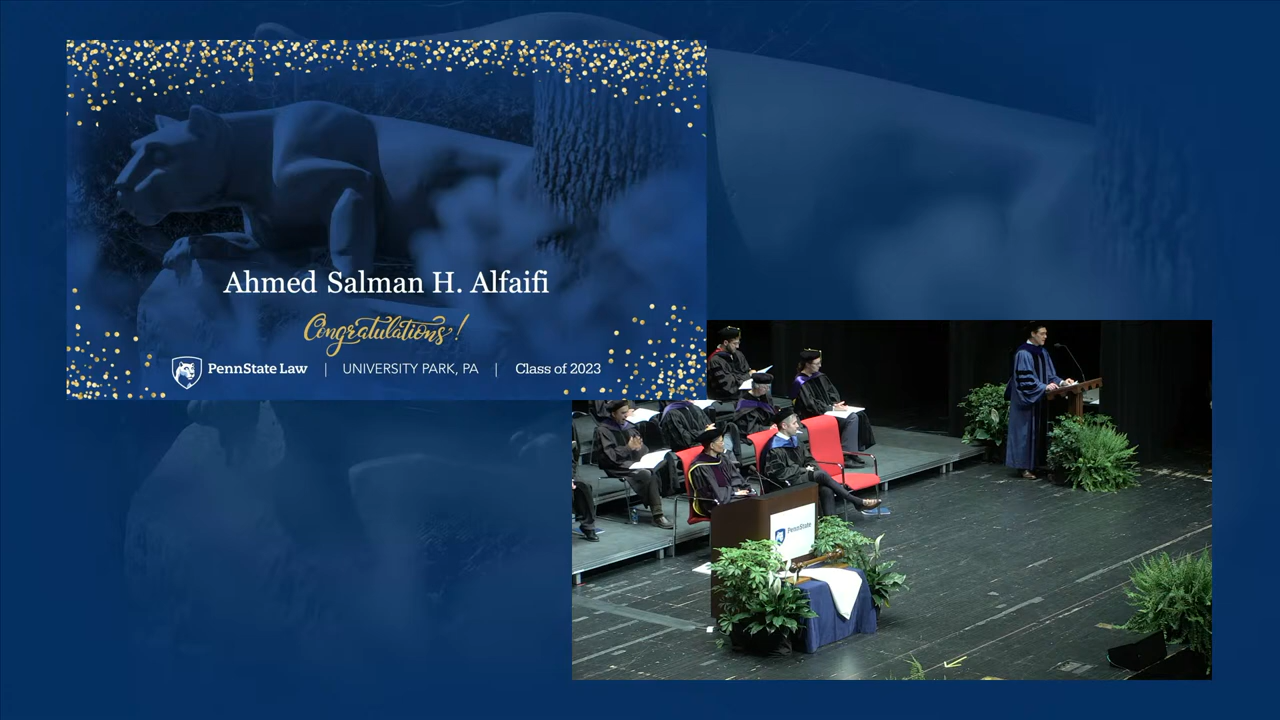 Ahmed Salman H. Alfaifi
Congratulations!
PennState Law | UNIVERSITY PARK, PA | Class of 2023
PennState